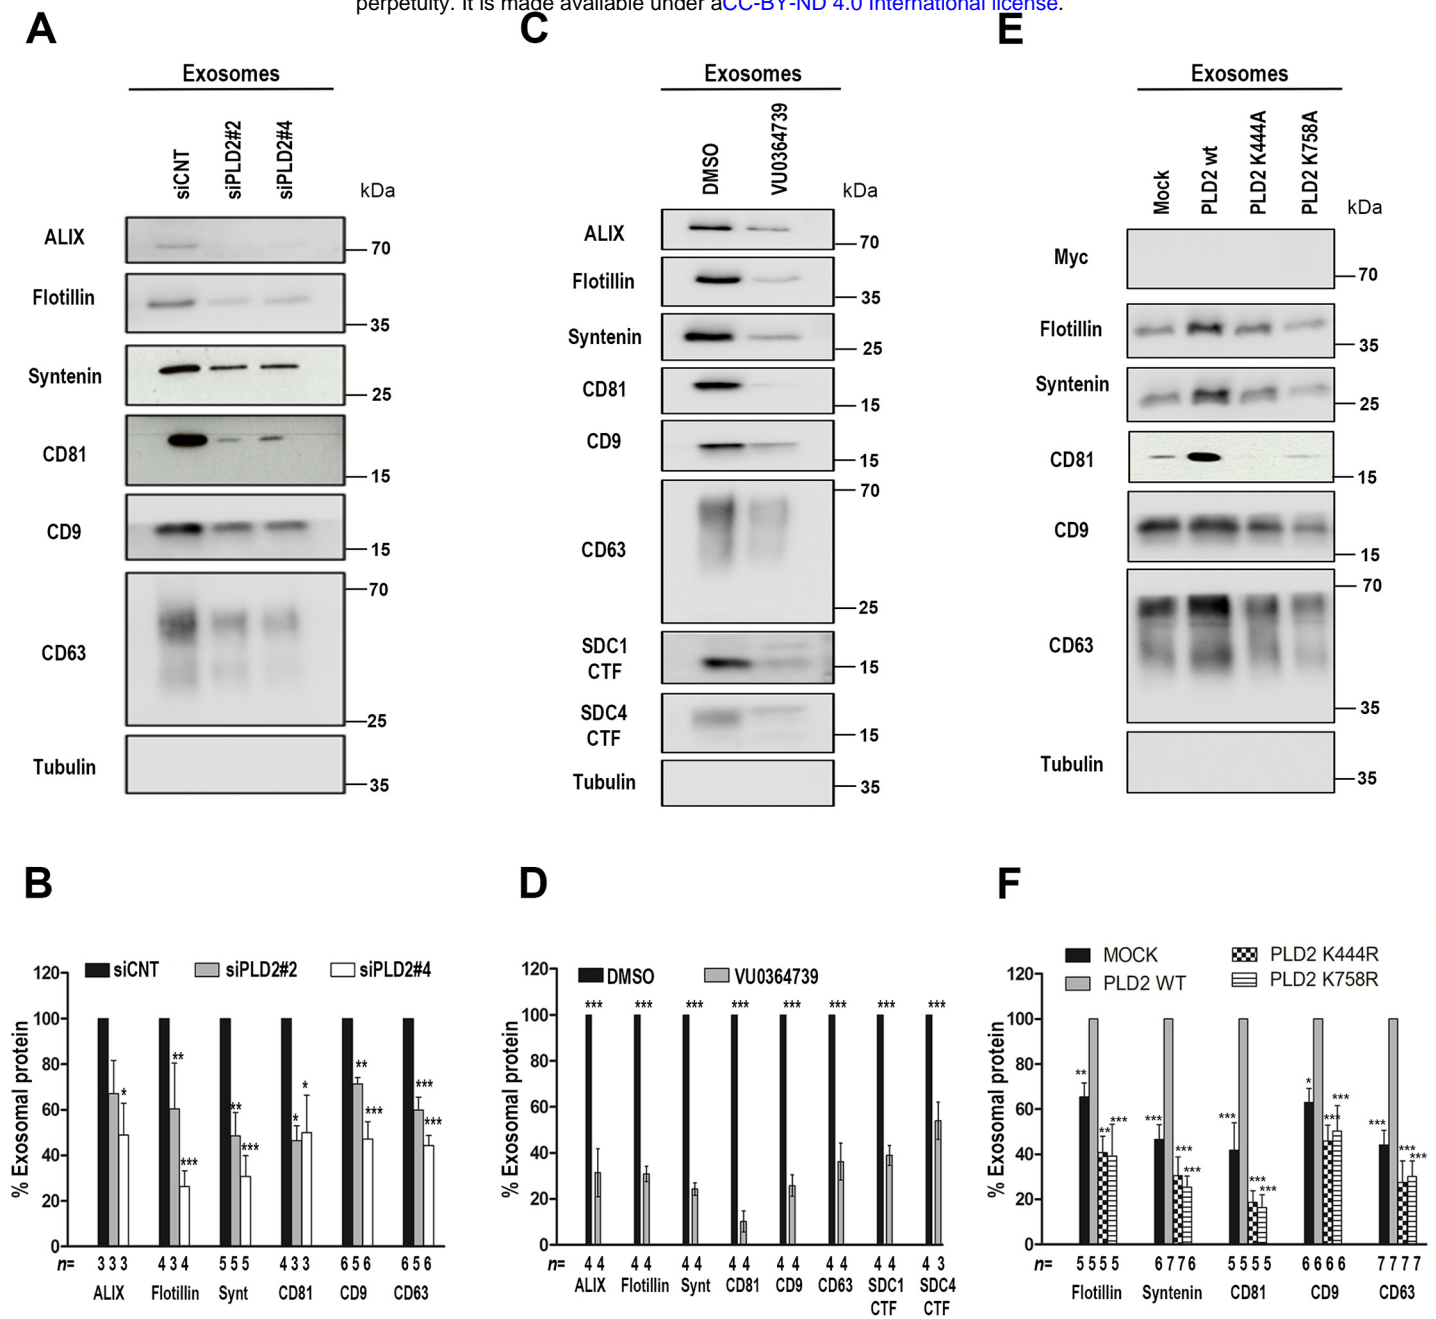 perpetuity. It is made available under aCC-BY-ND 4.0 International license.
A
Exosomes
siCNT
siPLD2#2
siPLD2#4
kDa
ALIX
70
Flotillin
35
Syntenin
25
CD81
15
CD9
15
70
CD63
25
Tubulin
35
C
Exosomes
DMSO
VU0364739
kDa
ALIX
70
Flotillin
35
Syntenin
25
CD81
15
CD9
15
70
CD63
25
SDC1
CTF
15
SDC4
CTF
15
Tubulin
35
E
Exosomes
Mock
PLD2 wt
PLD2 K444A
PLD2 K758A
kDa
Myc
70
Flotillin
35
Syntenin
25
CD81
15
CD9
15
70
CD63
35
Tubulin
35
B
siCNT siPLD2#2 siPLD2#4
% Exosomal protein
120
100
80
60
40
20
0
* ** *** ** *** * * ** *** *** ***
n= 3 3 3 4 3 4 5 5 5 4 3 3 6 5 6 6 5 6
ALIX Flotillin Synt CD81 CD9 CD63
D
DMSO VU0364739
% Exosomal protein
120
100
80
60
40
20
0
*** *** *** *** *** *** *** ***
n= 4 4 4 4 4 4 4 4 4 4 4 4 4 4 4 3
ALIX Flotillin Synt CD81 CD9 CD63 SDC1 SDC4
CTF CTF
F
MOCK PLD2 K444R
PLD2 WT PLD2 K758R
% Exosomal protein
120
100
80
60
40
20
0
** ** *** *** *** *** *** *** *** * *** *** *** *** ***
n= 5 5 5 5 6 7 7 6 5 5 5 5 6 6 6 6 7 7 7 7
Flotillin Syntenin CD81 CD9 CD63